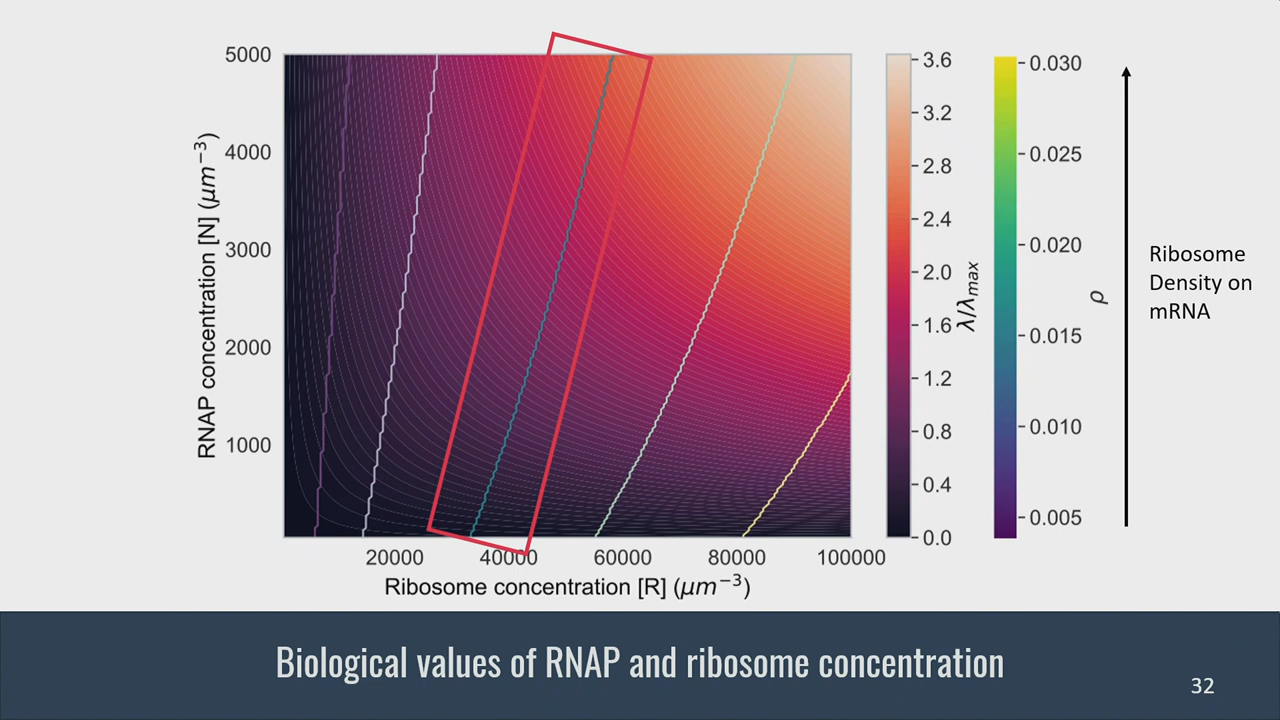 5000
4000
3000
2000
1000
RNAP concentration [N] (μm⁻³)
20000 40000 60000 80000 100000
Ribosome concentration [R] (μm⁻³)
3.6
3.2
2.8
2.4
2.0
1.6
1.2
0.8
0.4
0.0
λ/λmax
0.030
0.025
0.020
0.015
0.010
0.005
ρ
Ribosome
Density on
mRNA
Biological values of RNAP and ribosome concentration
32